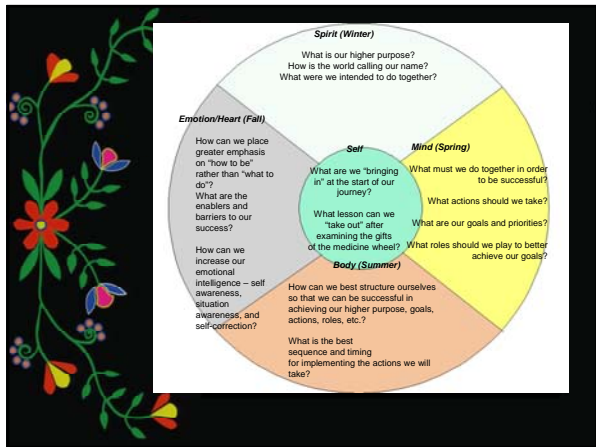 Spirit (Winter)
What is our higher purpose?
How is the world calling our name?
What were we intended to do together?
Emotion/Heart (Fall)
How can we place
greater emphasis
on "how to be"
rather than "what to
do"?
What are the
enablers and
barriers to our
success?
How can we
increase our
emotional
intelligence – self
awareness,
situation
awareness, and
self-correction?
Self
What are we "bringing
in" at the start of our
journey?
What lesson can we
"take out" after
examining the gifts
of the medicine wheel?
Mind (Spring)
What must we do together in order
to be successful?
What actions should we take?
What are our goals and priorities?
What roles should we play to better
achieve our goals?
Body (Summer)
How can we best structure ourselves
so that we can be successful in
achieving our higher purpose, goals,
actions, roles, etc.?
What is the best
sequence and timing
for implementing the actions we will
take?